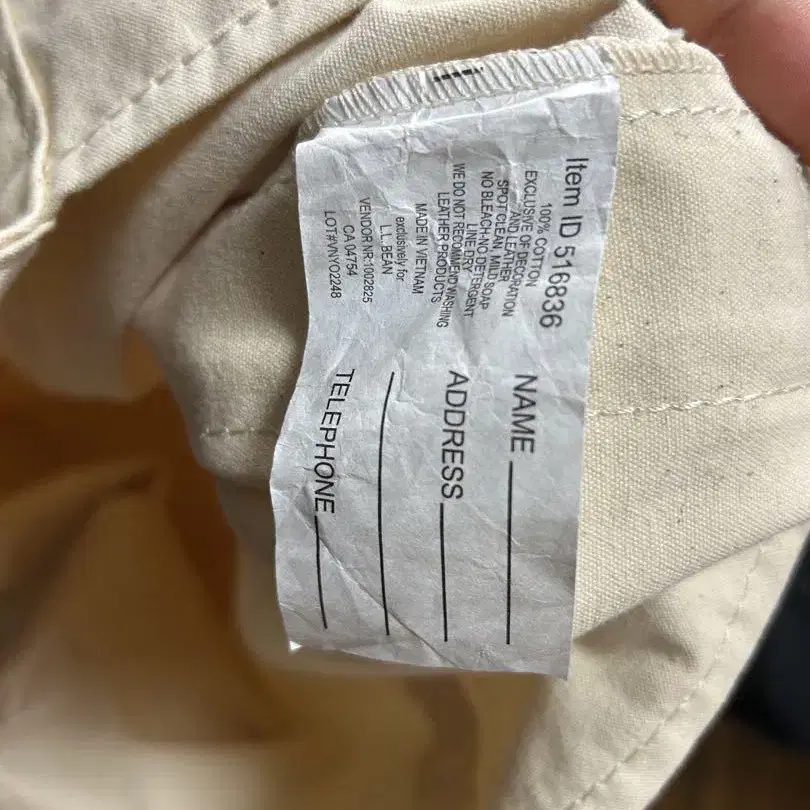 Item ID 516836
100% COTTON
EXCLUSIVE OF DECORATION
AND LEATHER
SPOT CLEAN, MILD SOAP
NO BLEACH-NO DETERGENT
LINE DRY
WE DO NOT RECOMMEND WASHING
LEATHER PRODUCTS
MADE IN VIETNAM
exclusively for
L.L. BEAN
VENDOR NR:1002825
CA 04754
LOT#VNYO2248
NAME
ADDRESS
TELEPHONE